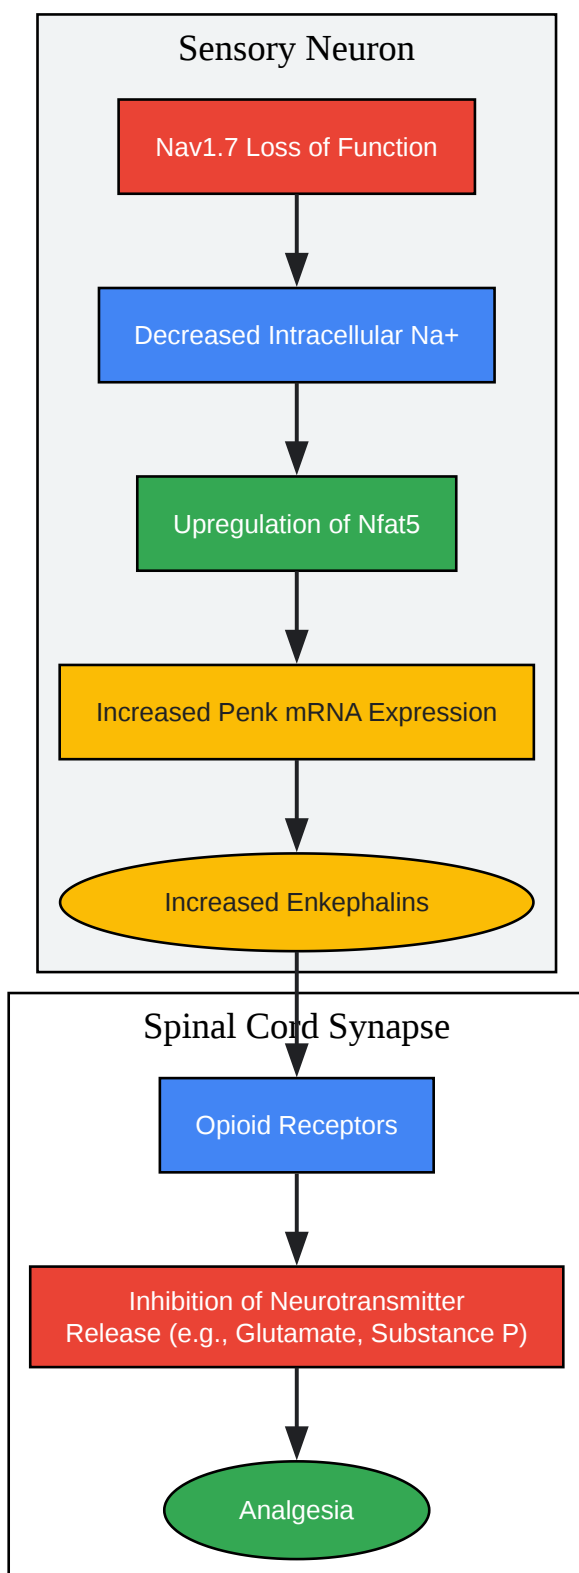 Sensory Neuron
Nav1.7 Loss of Function
Decreased Intracellular Na+
Upregulation of Nfat5
Increased Penk mRNA Expression
Increased Enkephalins
Spinal Cord Synapse
Opioid Receptors
Inhibition of Neurotransmitter
Release (e.g., Glutamate, Substance P)
Analgesia